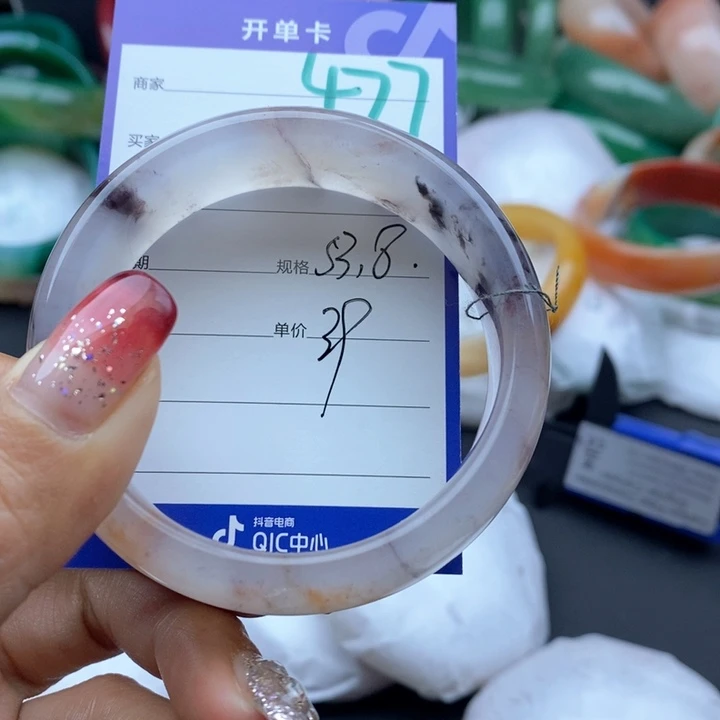 开单卡
商家 477
买家
期 规格 53.8.
单价 39
抖音电商
QIC中心